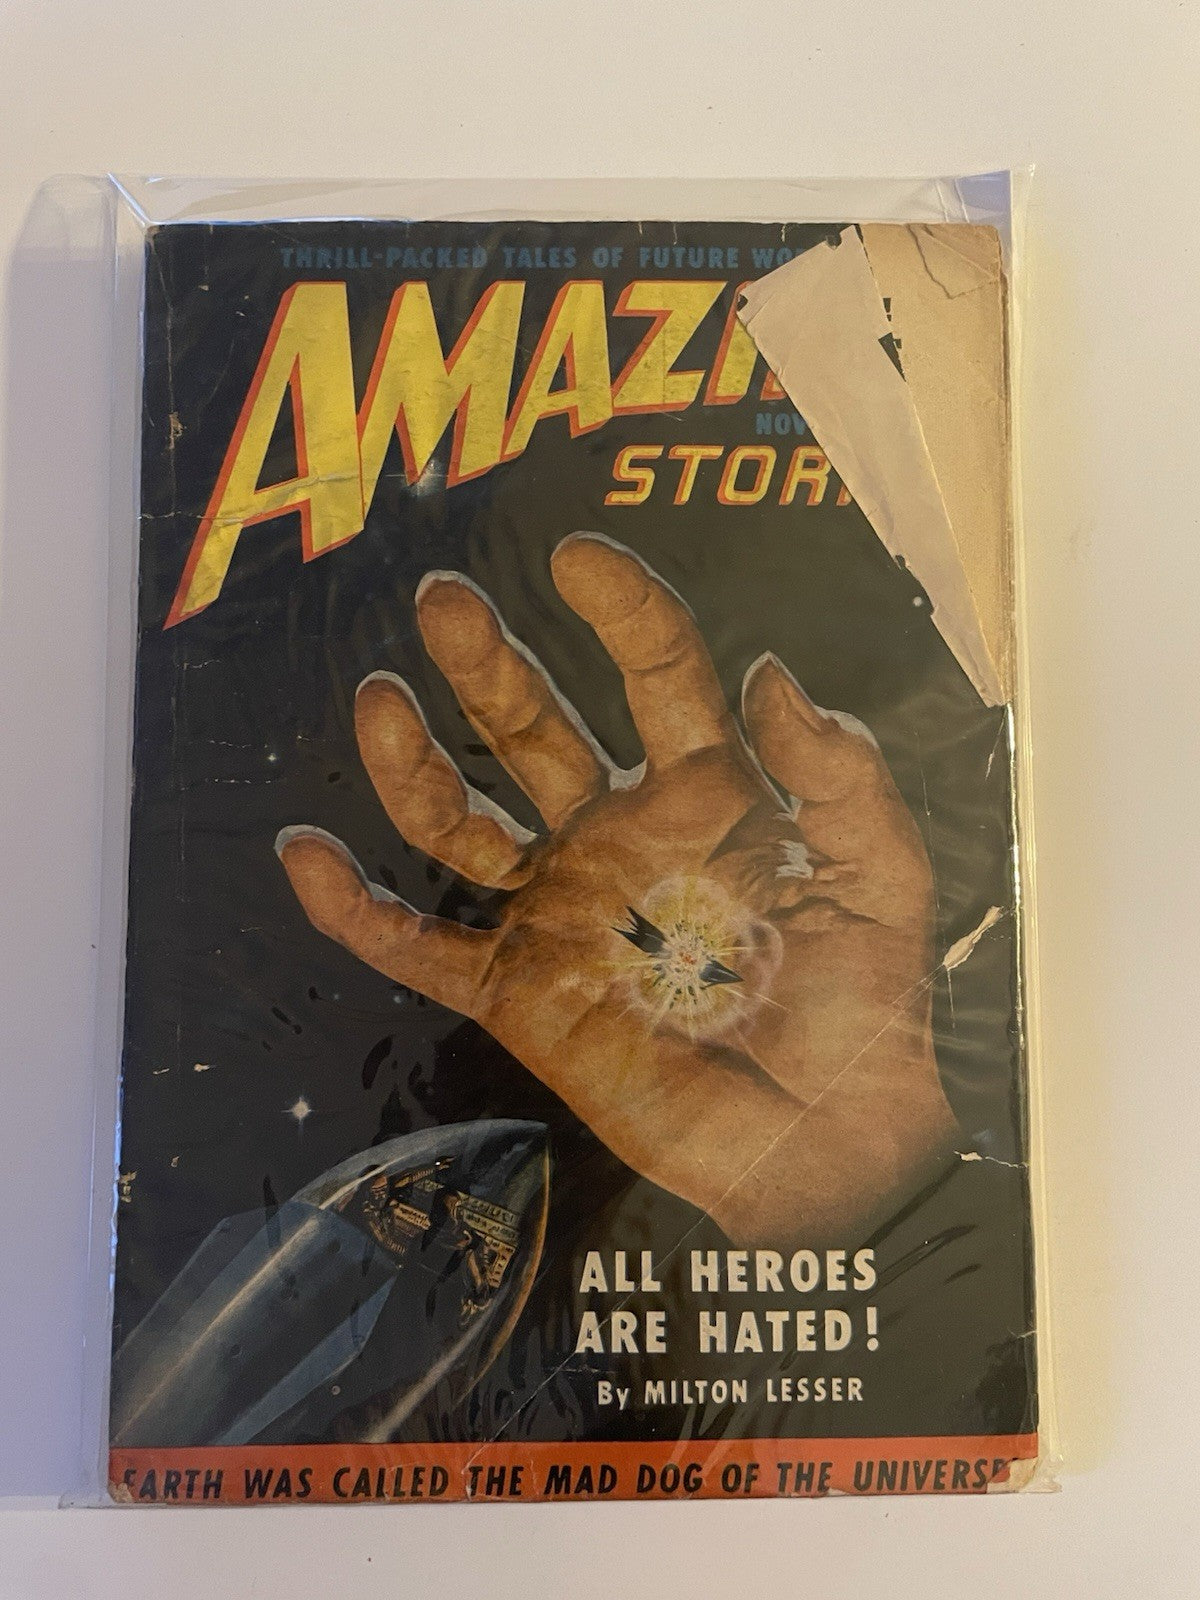 THRILL-PACKED TALES OF FUTURE WO
AMAZI
NOV
STOR
ALL HEROES
ARE HATED!
By MILTON LESSER
EARTH WAS CALLED THE MAD DOG OF THE UNIVERSE